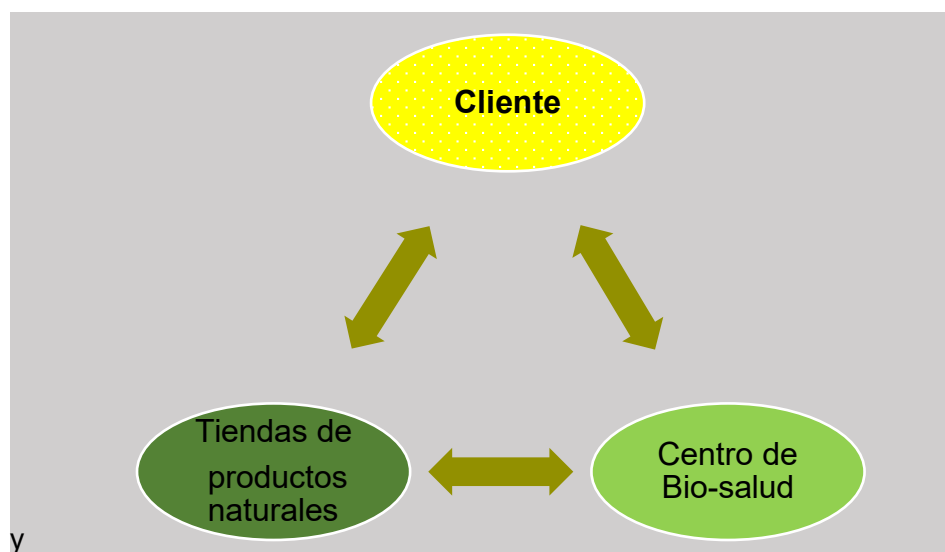 Cliente
Tiendas de
productos
naturales
Centro de
Bio-salud
y